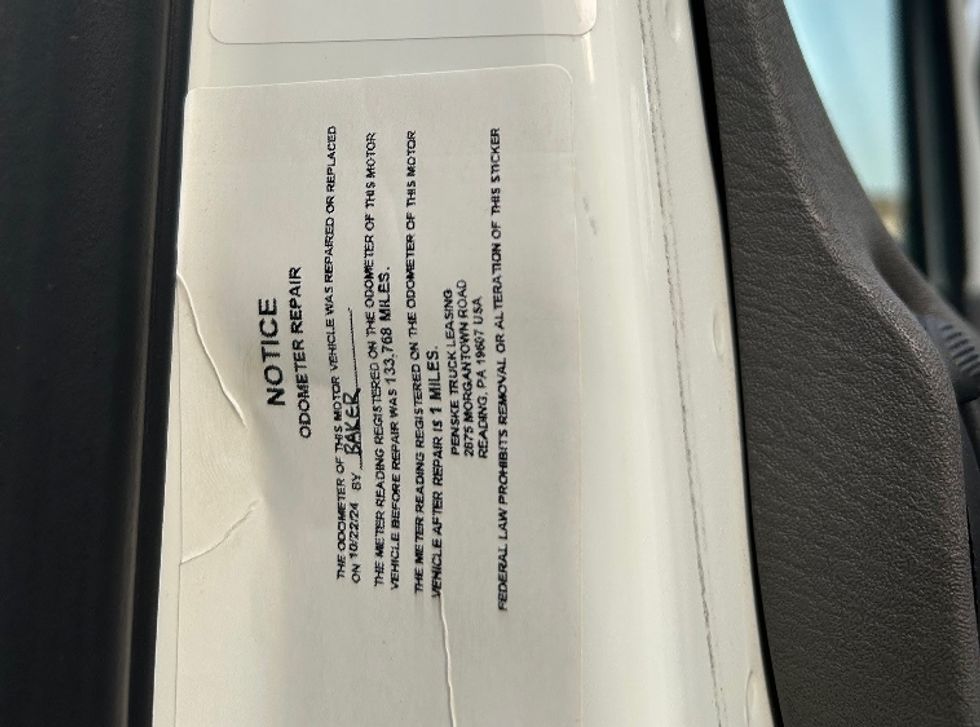 NOTICE
ODOMETER REPAIR
THE ODOMETER OF THIS MOTOR VEHICLE WAS REPAIRED OR REPLACED
ON 10/22/24 BY BAKER
THE METER READING REGISTERED ON THE ODOMETER OF THIS MOTOR
VEHICLE BEFORE REPAIR WAS 133,768 MILES.
THE METER READING REGISTERED ON THE ODOMETER OF THIS MOTOR
VEHICLE AFTER REPAIR IS 1 MILES.
PENSKE TRUCK LEASING
2675 MORGANTOWN ROAD
READING, PA 19607 USA
FEDERAL LAW PROHIBITS REMOVAL OR ALTERATION OF THIS STICKER